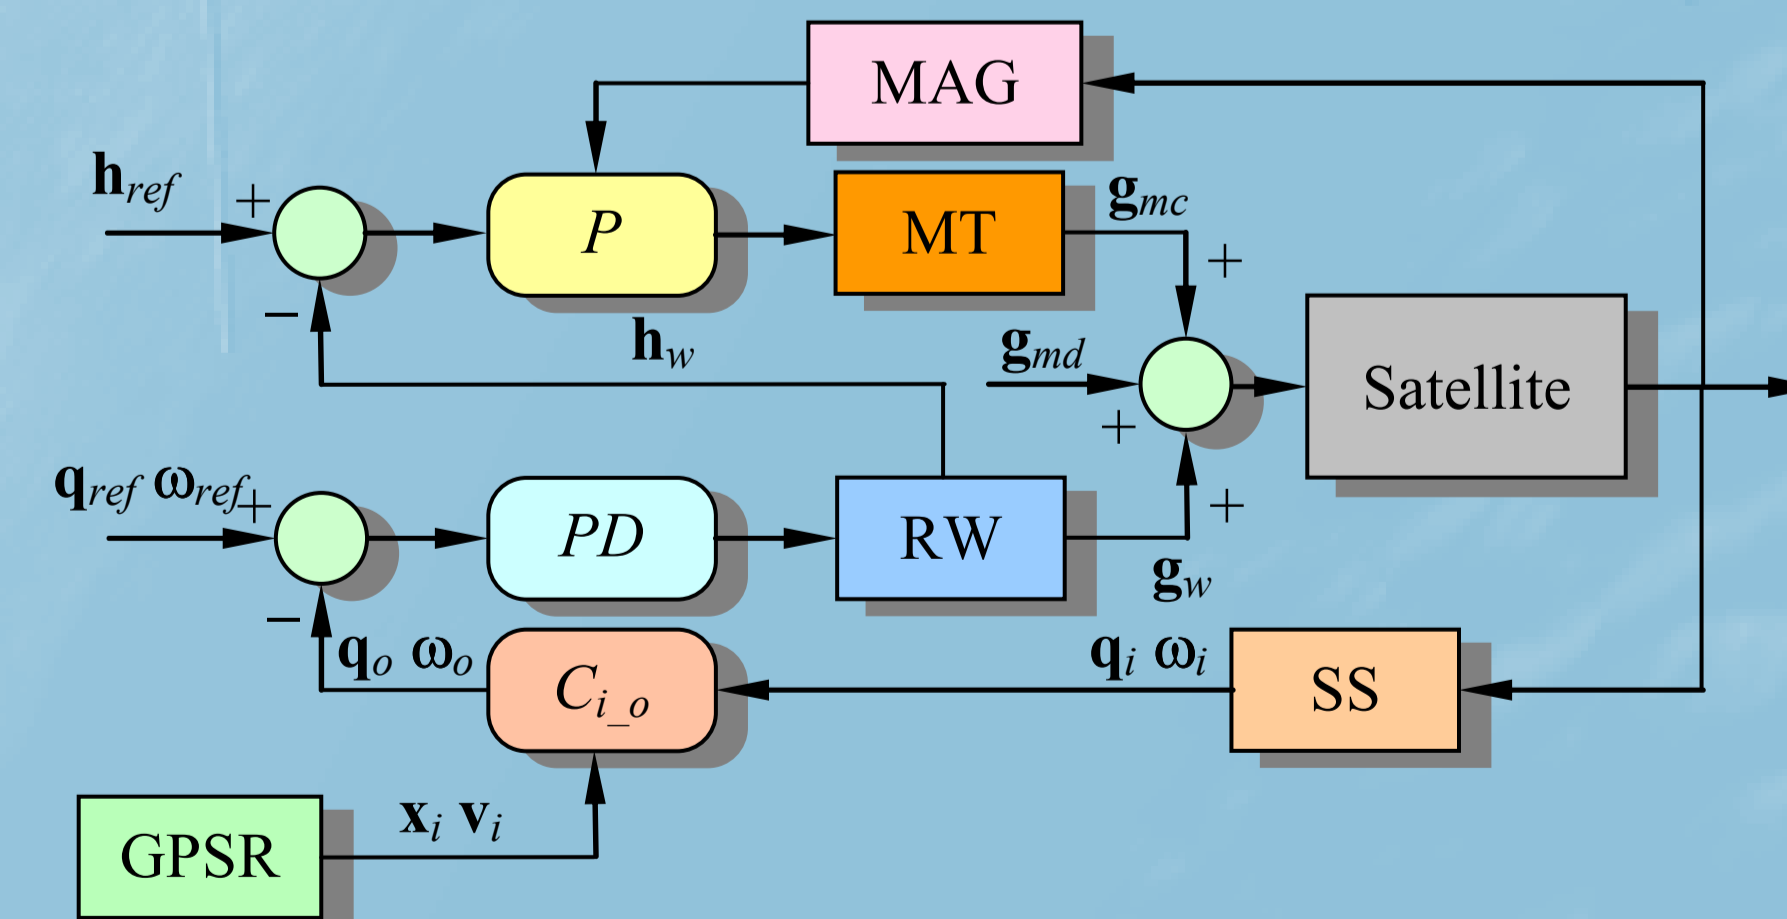 MAG
h_ref
+
P
MT
g_mc
+
−
h_w
g_md
Satellite
+
q_ref ω_ref
+
PD
RW
+
g_w
−
q_o ω_o
C_i_o
q_i ω_i
SS
x_i v_i
GPSR